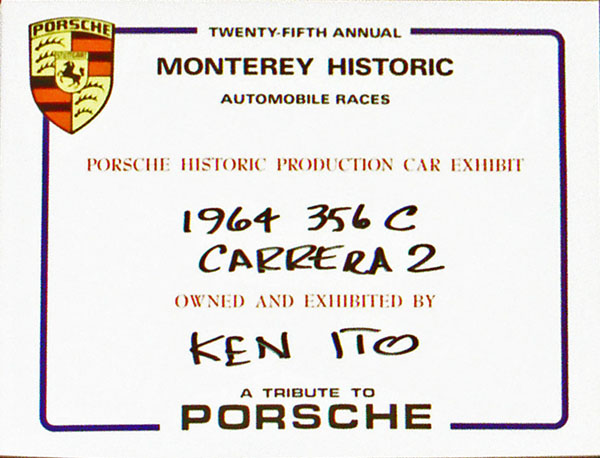 PORSCHE
STUTTGART
TWENTY-FIFTH ANNUAL
MONTEREY HISTORIC
AUTOMOBILE RACES
PORSCHE HISTORIC PRODUCTION CAR EXHIBIT
1964 356 C
CARRERA 2
OWNED AND EXHIBITED BY
KEN ITO
A TRIBUTE TO
PORSCHE